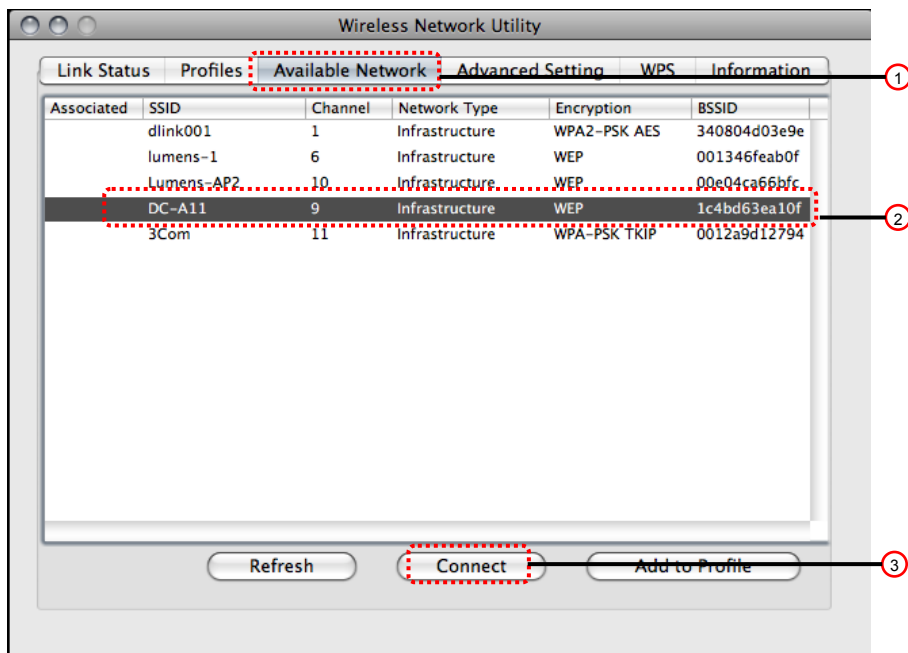 Wireless Network Utility
Link Status Profiles Available Network Advanced Setting WPS Information
1
Associated SSID Channel Network Type Encryption BSSID
dlink001 1 Infrastructure WPA2-PSK AES 340804d03e9e
lumens-1 6 Infrastructure WEP 001346feab0f
Lumens-AP2 10 Infrastructure WEP 00e04ca66bfc
DC-A11 9 Infrastructure WEP 1c4bd63ea10f
2
3Com 11 Infrastructure WPA-PSK TKIP 0012a9d12794
Refresh Connect Add to Profile
3